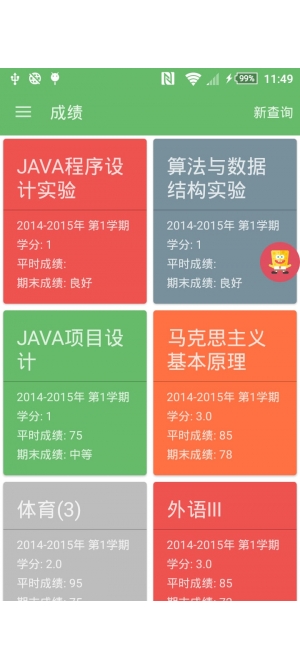 99% 11:49
成绩 新查询
JAVA程序设
计实验
2014-2015年 第1学期
学分: 1
平时成绩:
期末成绩: 良好
算法与数据
结构实验
2014-2015年 第1学期
学分: 1
平时成绩:
期末成绩: 良好
JAVA项目设
计
2014-2015年 第1学期
学分: 1
平时成绩: 75
期末成绩: 中等
马克思主义
基本原理
2014-2015年 第1学期
学分: 3.0
平时成绩: 85
期末成绩: 78
体育(3)
2014-2015年 第1学期
学分: 2.0
平时成绩: 95
期末成绩: 75
外语III
2014-2015年 第1学期
学分: 3.0
平时成绩: 85
期末成绩: